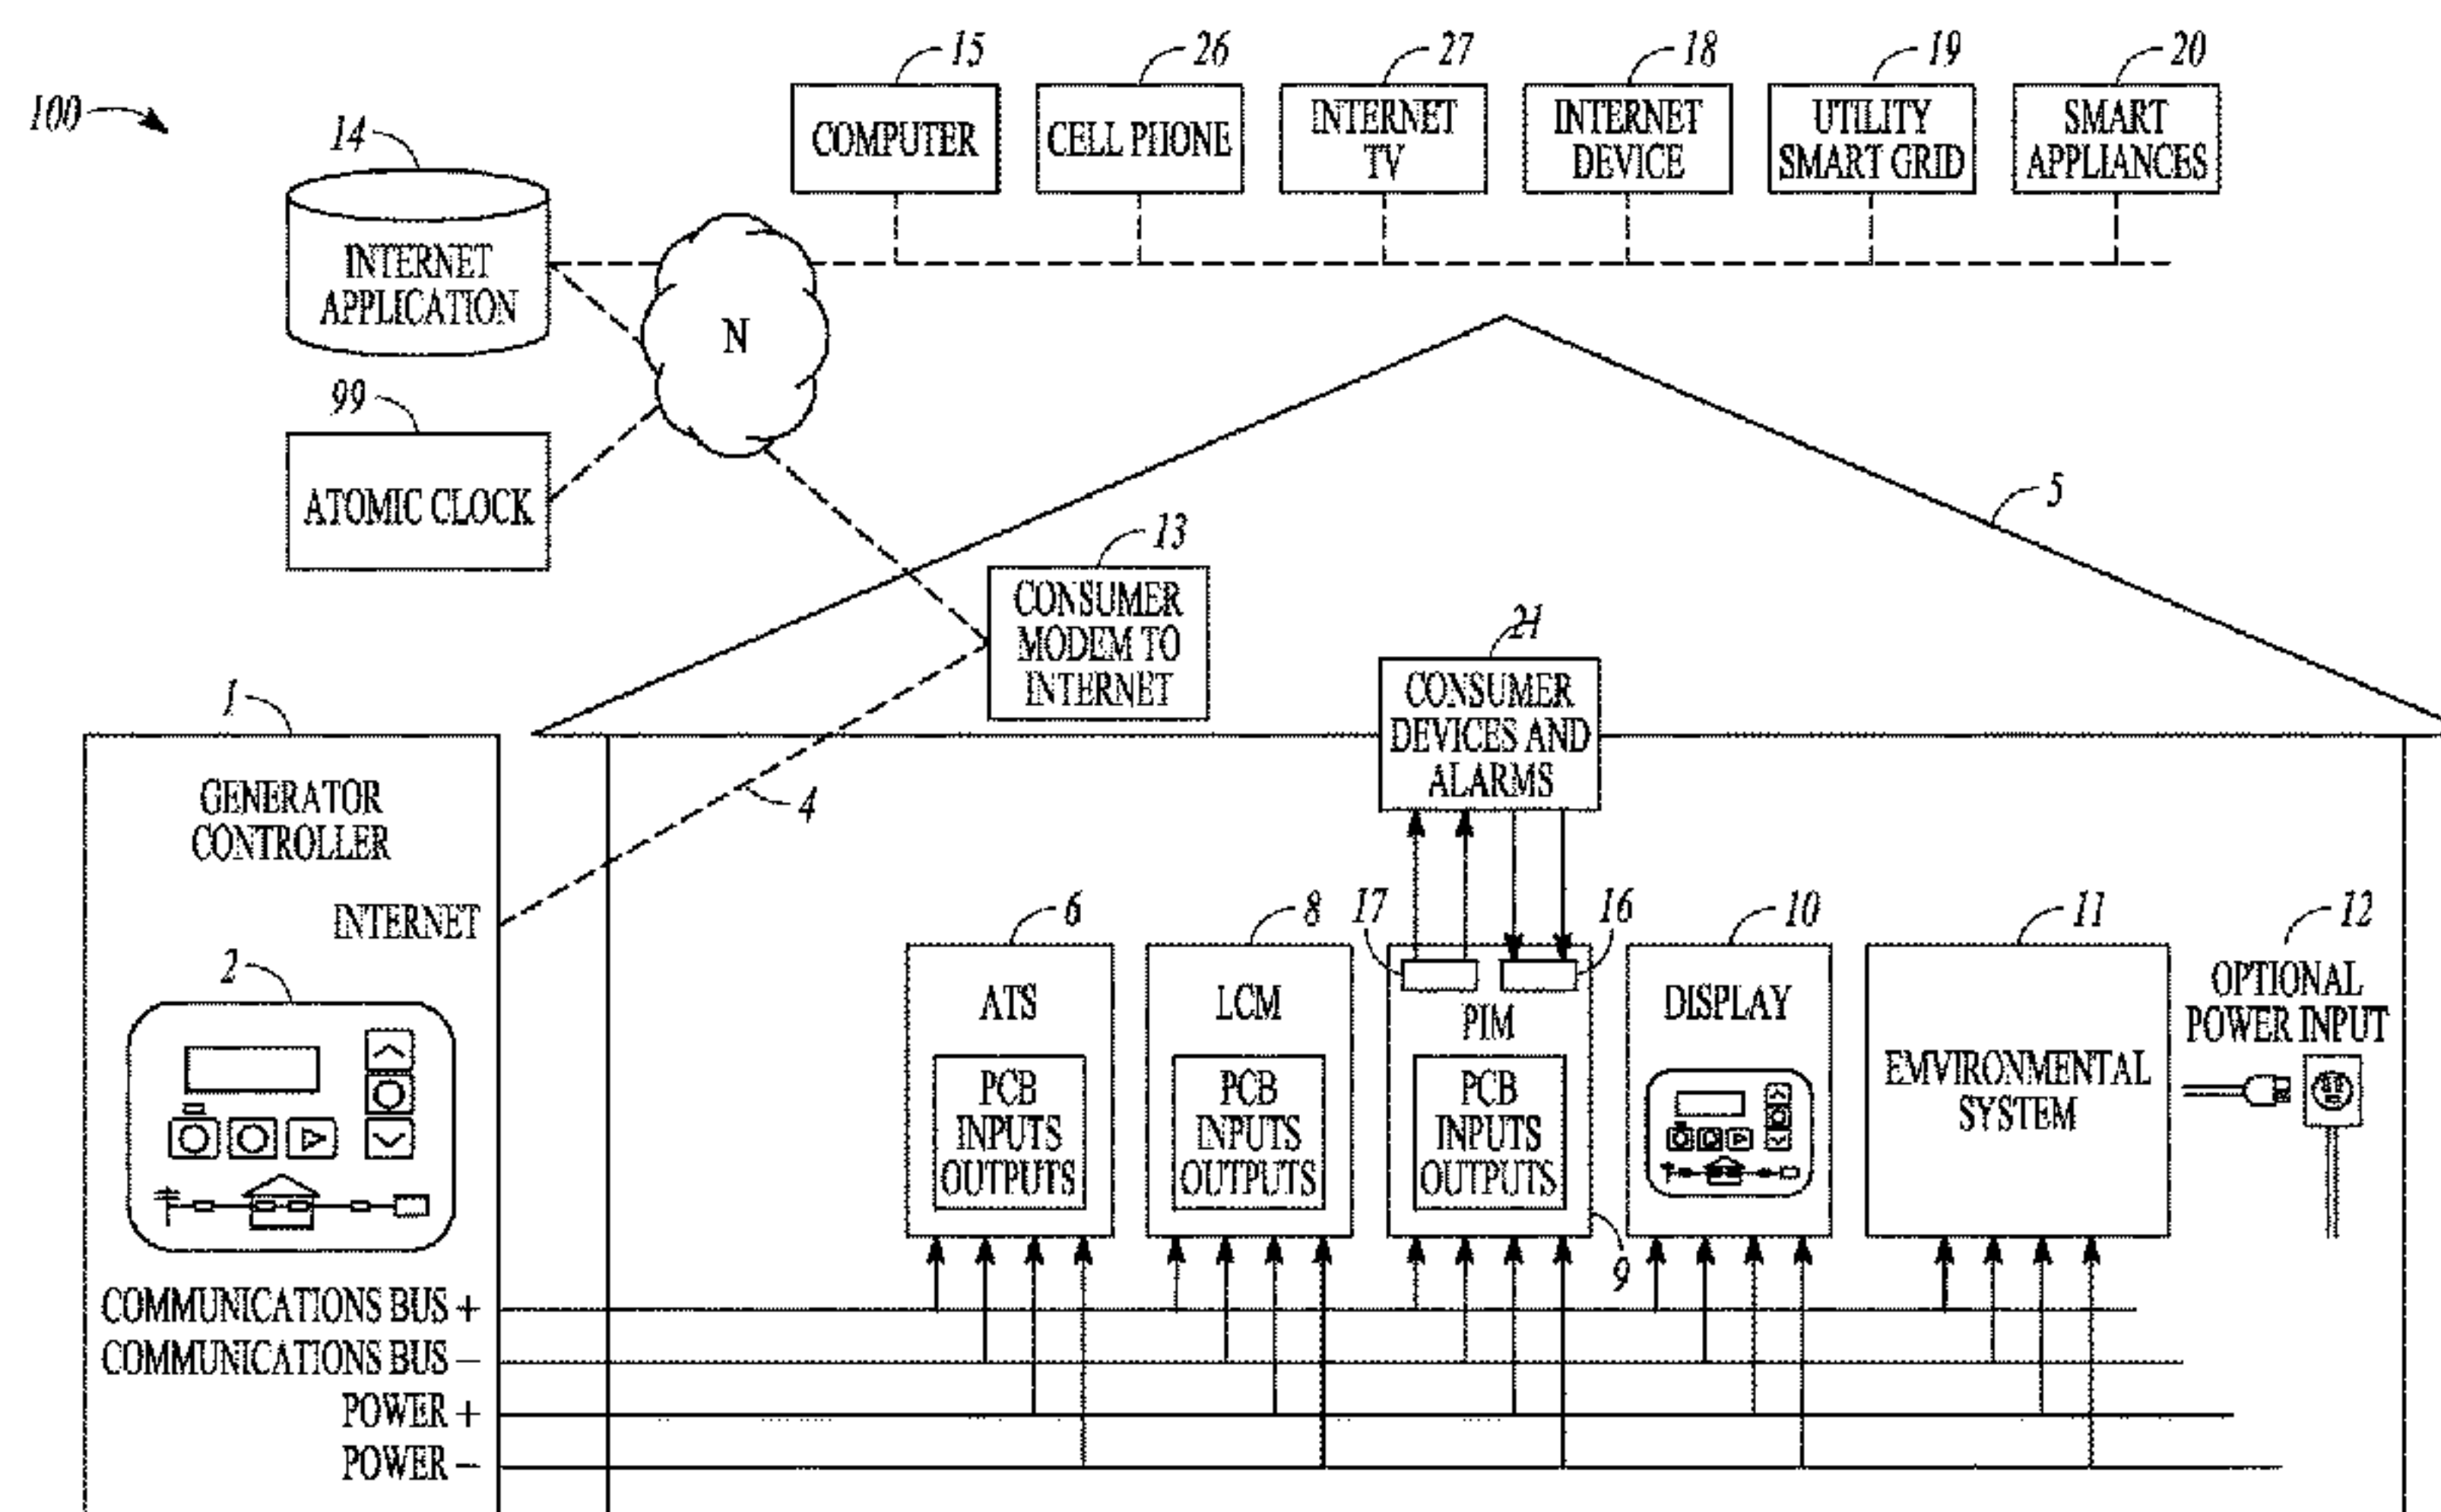 100
14
15
26
27
18
19
20
COMPUTER
CELL PHONE
INTERNET
TV
INTERNET
DEVICE
UTILITY
SMART GRID
SMART
APPLIANCES
INTERNET
APPLICATION
N
99
ATOMIC CLOCK
5
13
CONSUMER
MODEM TO
INTERNET
21
CONSUMER
DEVICES AND
ALARMS
1
GENERATOR
CONTROLLER
4
INTERNET
2
6
8
17
16
10
11
12
ATS
PCB
INPUTS
OUTPUTS
LCM
PCB
INPUTS
OUTPUTS
PIM
PCB
INPUTS
OUTPUTS
9
DISPLAY
EMVIRONMENTAL
SYSTEM
OPTIONAL
POWER INPUT
COMMUNICATIONS BUS +
COMMUNICATIONS BUS −
POWER +
POWER −